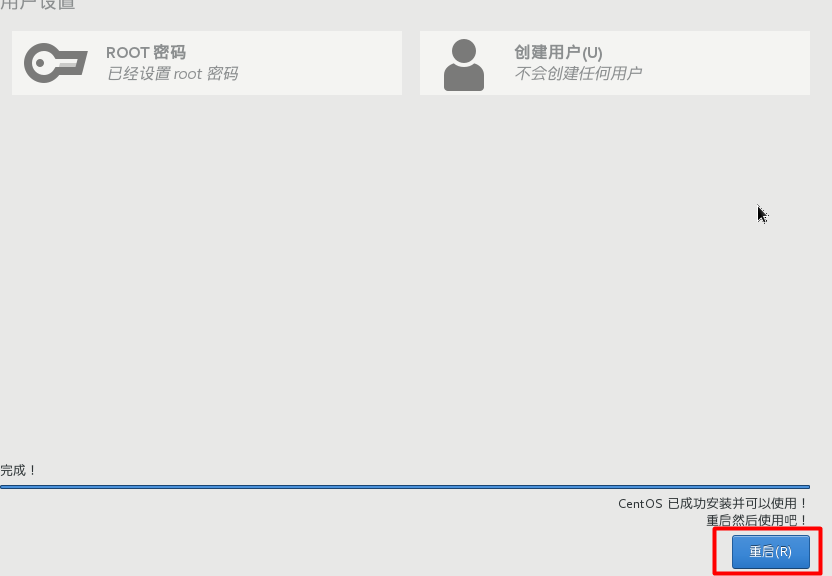 用户设置
ROOT 密码
已经设置 root 密码
创建用户(U)
不会创建任何用户
完成！
CentOS 已成功安装并可以使用！
重启然后使用吧！
重启(R)